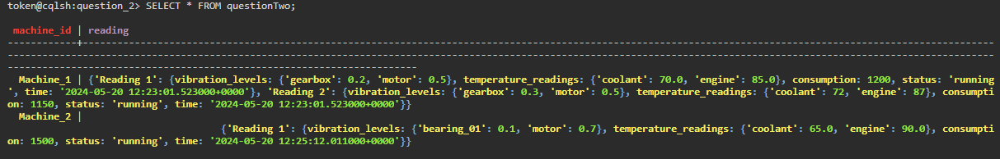 token@cqlsh:question_2> SELECT * FROM questionTwo;
machine_id | reading
-----------+------------------------------------------------------------------------------------------------------------------------------------------------------------
------------------------------------------------------------------------------------------------------------------------------------------------------------------------
----------------------------------------------------------------------
Machine_1 | {'Reading 1': {vibration_levels: {'gearbox': 0.2, 'motor': 0.5}, temperature_readings: {'coolant': 70.0, 'engine': 85.0}, consumption: 1200, status: 'running
', time: '2024-05-20 12:23:01.523000+0000'}, 'Reading 2': {vibration_levels: {'gearbox': 0.3, 'motor': 0.5}, temperature_readings: {'coolant': 72, 'engine': 87}, consumpti
on: 1150, status: 'running', time: '2024-05-20 12:23:01.523000+0000'}}
Machine_2 |
{'Reading 1': {vibration_levels: {'bearing_01': 0.1, 'motor': 0.7}, temperature_readings: {'coolant': 65.0, 'engine': 90.0}, consumpti
on: 1500, status: 'running', time: '2024-05-20 12:25:12.011000+0000'}}